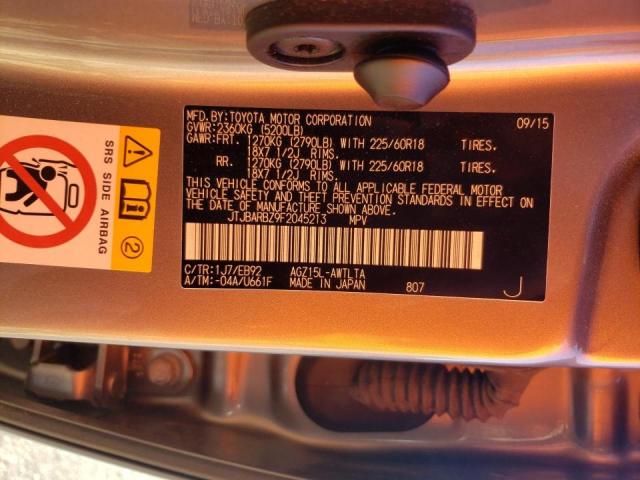 MFD.BY:TOYOTA MOTOR CORPORATION 09/15
GVWR:2360KG (5200LB)
GAWR:FRT. 1270KG (2790LB) WITH 225/60R18 TIRES.
18X7 1/2J RIMS.
RR. 1270KG (2790LB) WITH 225/60R18 TIRES.
18X7 1/2J RIMS.
THIS VEHICLE CONFORMS TO ALL APPLICABLE FEDERAL MOTOR
VEHICLE SAFETY AND THEFT PREVENTION STANDARDS IN EFFECT ON
THE DATE OF MANUFACTURE SHOWN ABOVE.
JTJBARBZ9F2045213 MPV
C/TR:1J7/EB92 AGZ15L-AWTLTA
A/TM:-04A/U661F MADE IN JAPAN 807 J
SRS SIDE AIRBAG
2